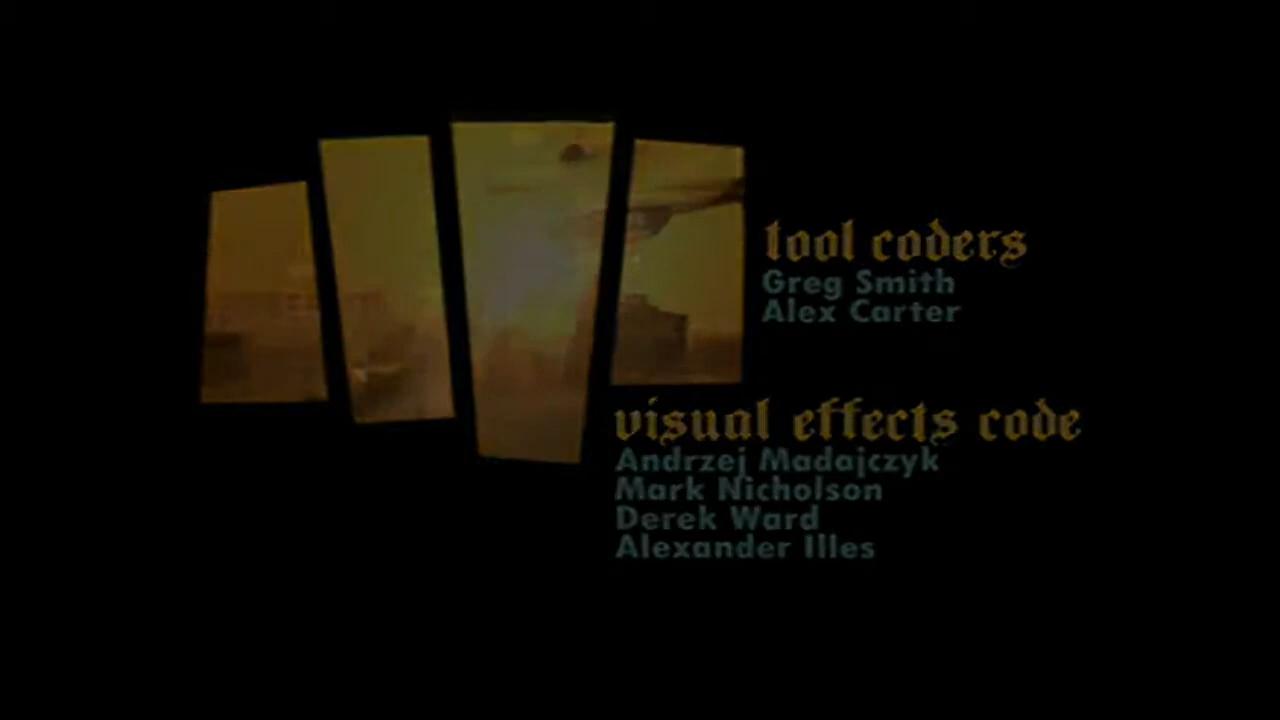 tool coders
Greg Smith
Alex Carter
visual effects code
Andrzej Madajczyk
Mark Nicholson
Derek Ward
Alexander Illes